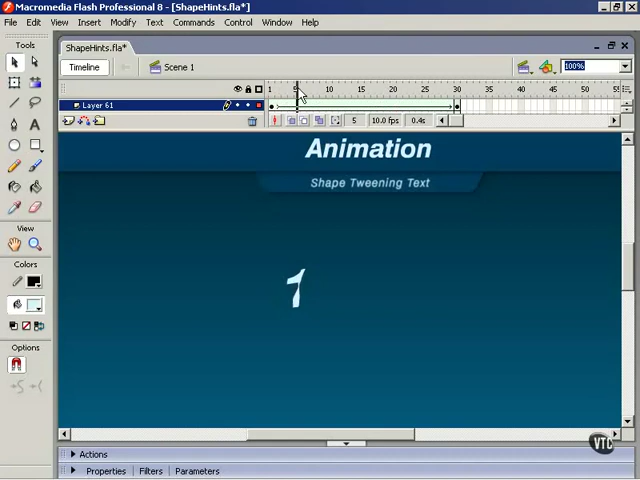 Macromedia Flash Professional 8 - [ShapeHints.fla*]
File Edit View Insert Modify Text Commands Control Window Help
Tools
ShapeHints.fla*
Timeline Scene 1 100%
1 5 10 15 20 25 30 35 40 45 50 55
Layer 61
5 10.0 fps 0.4s
Animation
Shape Tweening Text
View
Colors
1
Options
Actions
Properties Filters Parameters
VTC